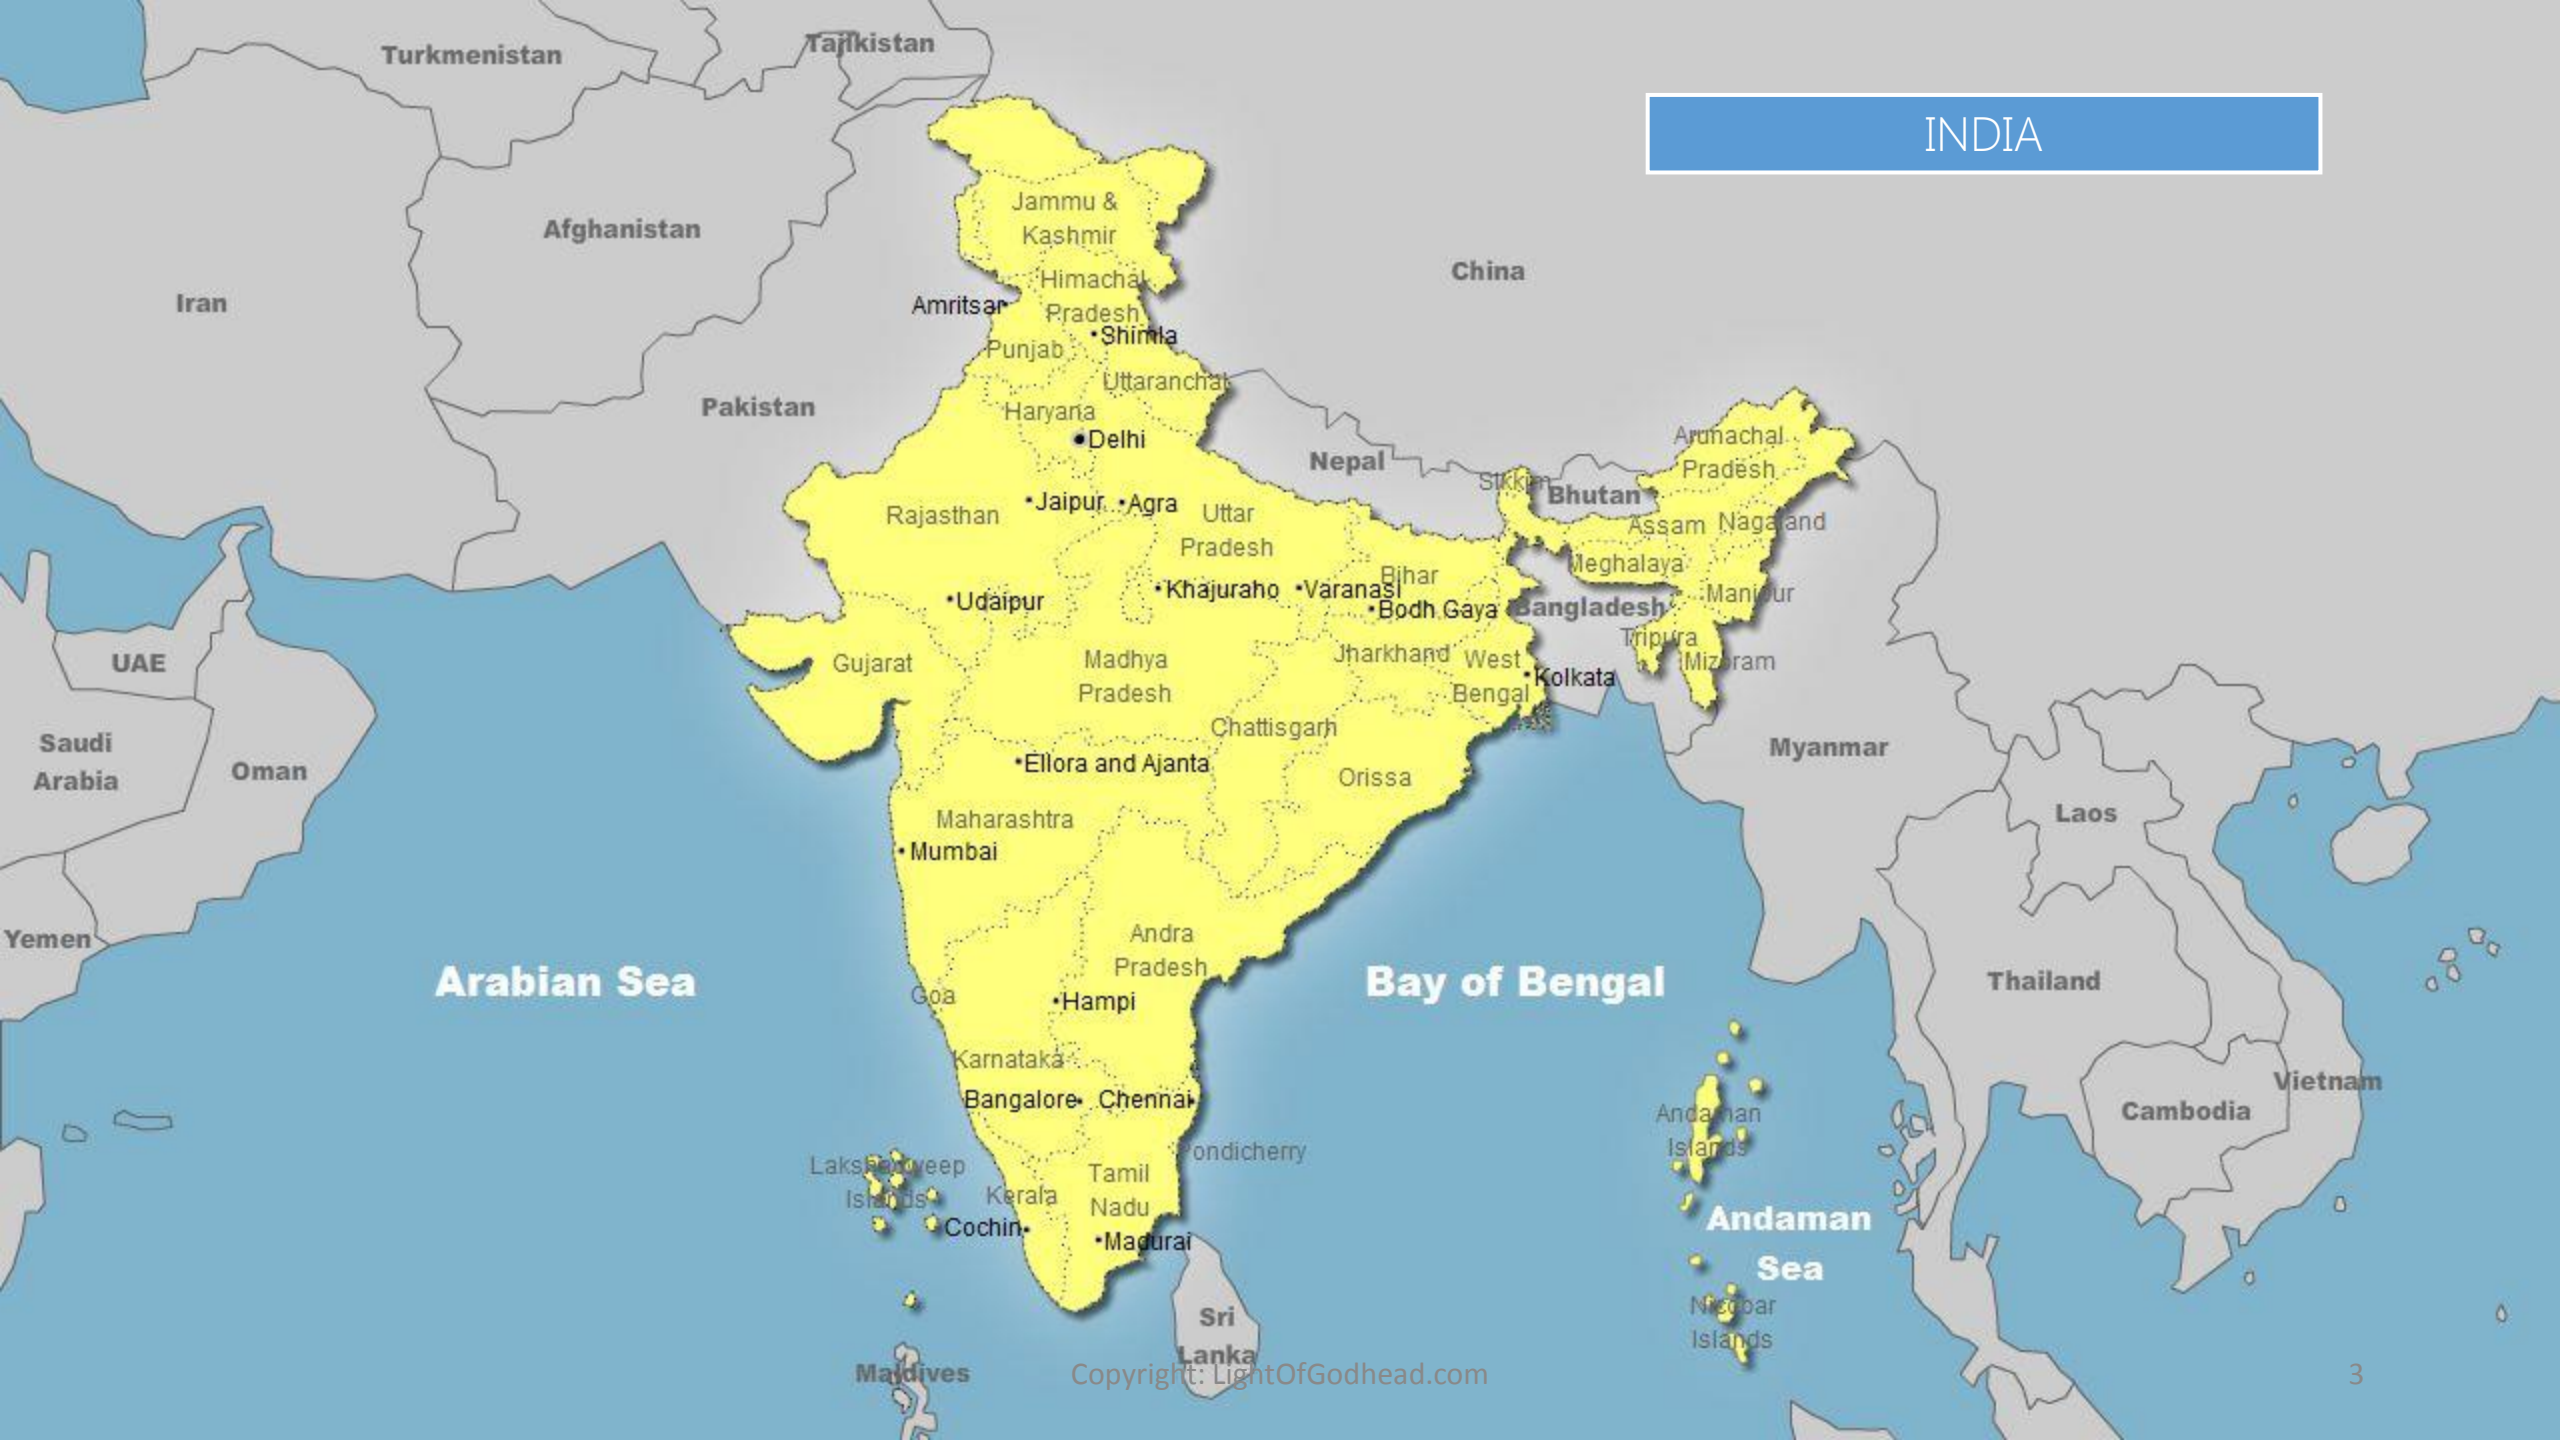 Turkmenistan
Tajikistan
INDIA
Jammu &
Kashmir
Afghanistan
China
Himachal
Pradesh
Iran
Amritsar
Shimla
Punjab
Uttaranchal
Pakistan
Haryana
Delhi
Nepal
Arunachal
Pradesh
Sikkim
Bhutan
Rajasthan
Jaipur
Agra
Uttar
Pradesh
Assam
Nagaland
Meghalaya
Bihar
Khajuraho
Varanasi
Udaipur
Bodh Gaya
Bangladesh
Manipur
Tripura
Mizoram
UAE
Gujarat
Madhya
Pradesh
Jharkhand
West
Bengal
Kolkata
Chattisgarh
Saudi
Arabia
Oman
Ellora and Ajanta
Orissa
Myanmar
Laos
Maharashtra
Mumbai
Yemen
Andra
Pradesh
Arabian Sea
Bay of Bengal
Thailand
Goa
Hampi
Karnataka
Bangalore
Chennai
Vietnam
Cambodia
Andaman
Islands
Pondicherry
Lakshadweep
Islands
Kerala
Tamil
Nadu
Cochin
Madurai
Andaman
Sea
Nicobar
Islands
Sri
Lanka
Maldives
Copyright: LightOfGodhead.com
3